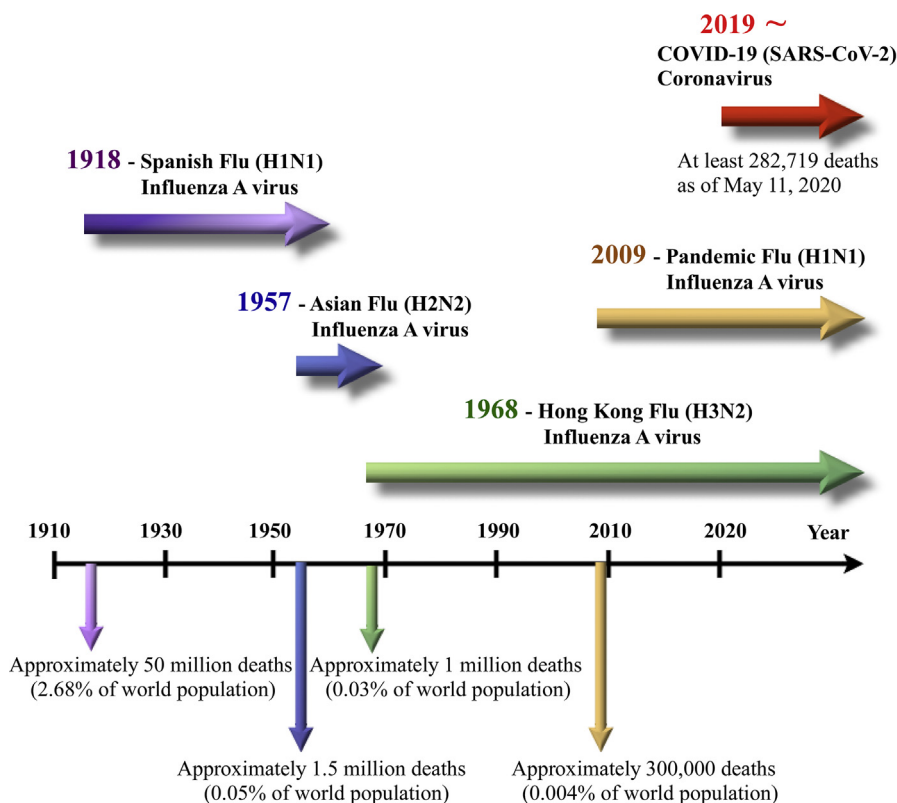 2019 ~
COVID-19 (SARS-CoV-2)
Coronavirus
At least 282,719 deaths
as of May 11, 2020
1918 - Spanish Flu (H1N1)
Influenza A virus
2009 - Pandemic Flu (H1N1)
Influenza A virus
1957 - Asian Flu (H2N2)
Influenza A virus
1968 - Hong Kong Flu (H3N2)
Influenza A virus
1910 1930 1950 1970 1990 2010 2020 Year
Approximately 50 million deaths
(2.68% of world population)
Approximately 1 million deaths
(0.03% of world population)
Approximately 1.5 million deaths
(0.05% of world population)
Approximately 300,000 deaths
(0.004% of world population)